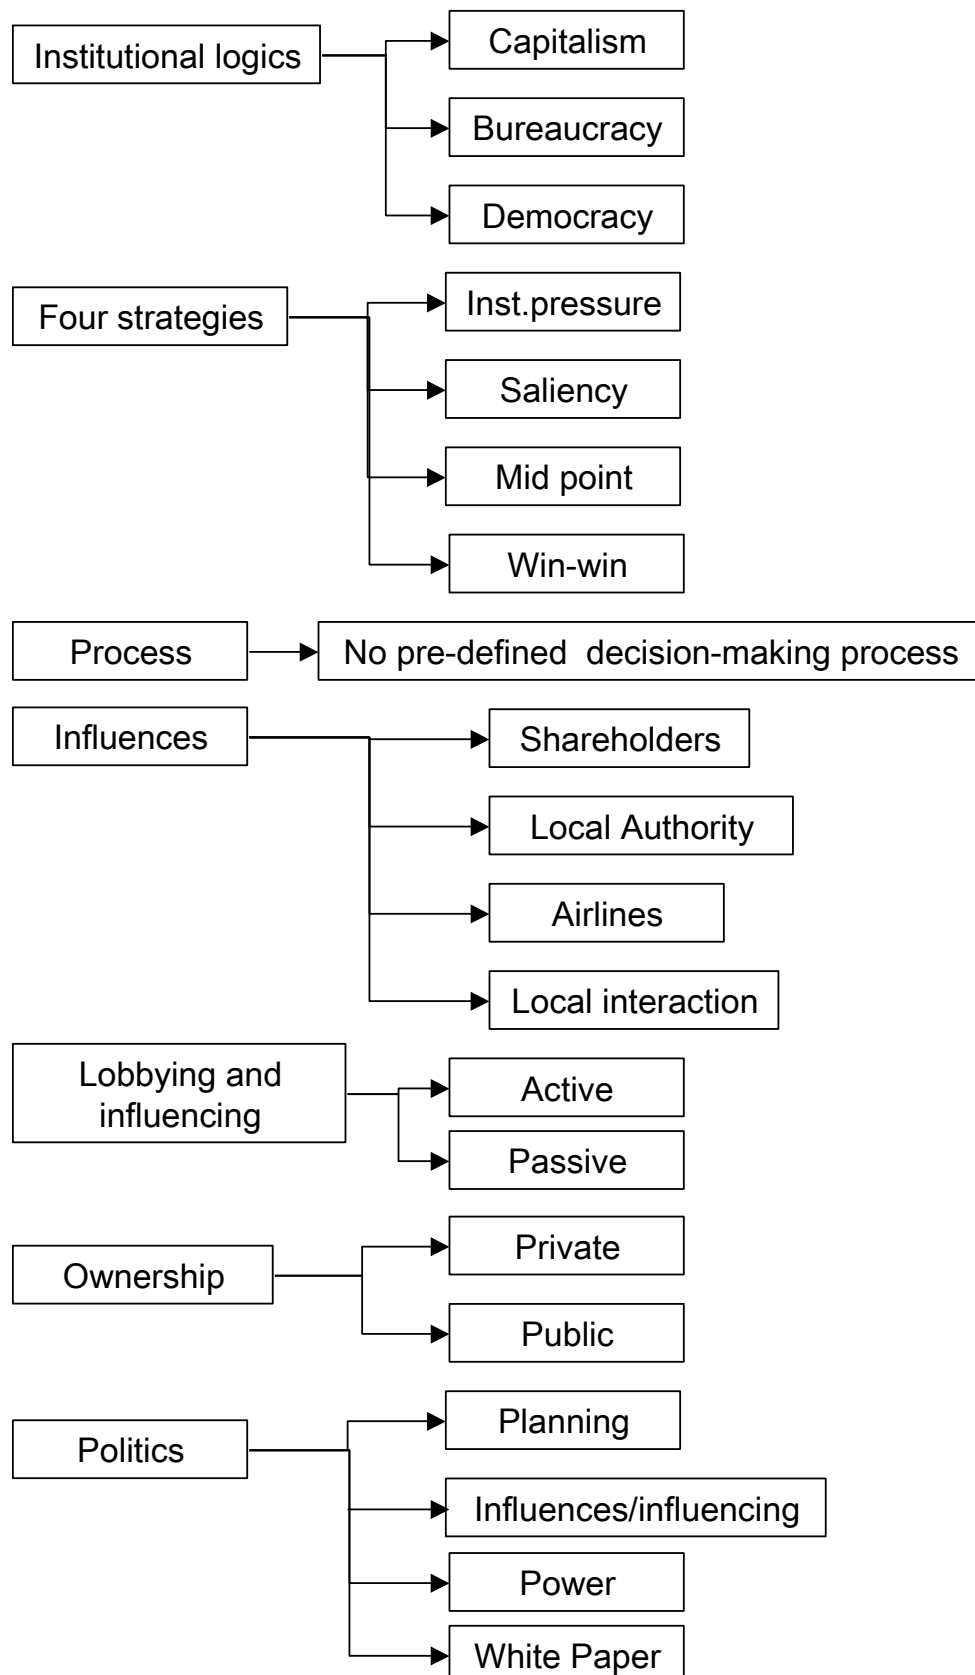 Institutional logics
Capitalism
Bureaucracy
Democracy
Four strategies
Inst.pressure
Saliency
Mid point
Win-win
Process
No pre-defined  decision-making process
Influences
Shareholders
Local Authority
Airlines
Local interaction
Lobbying and
influencing
Active
Passive
Ownership
Private
Public
Politics
Planning
Influences/influencing
Power
White Paper